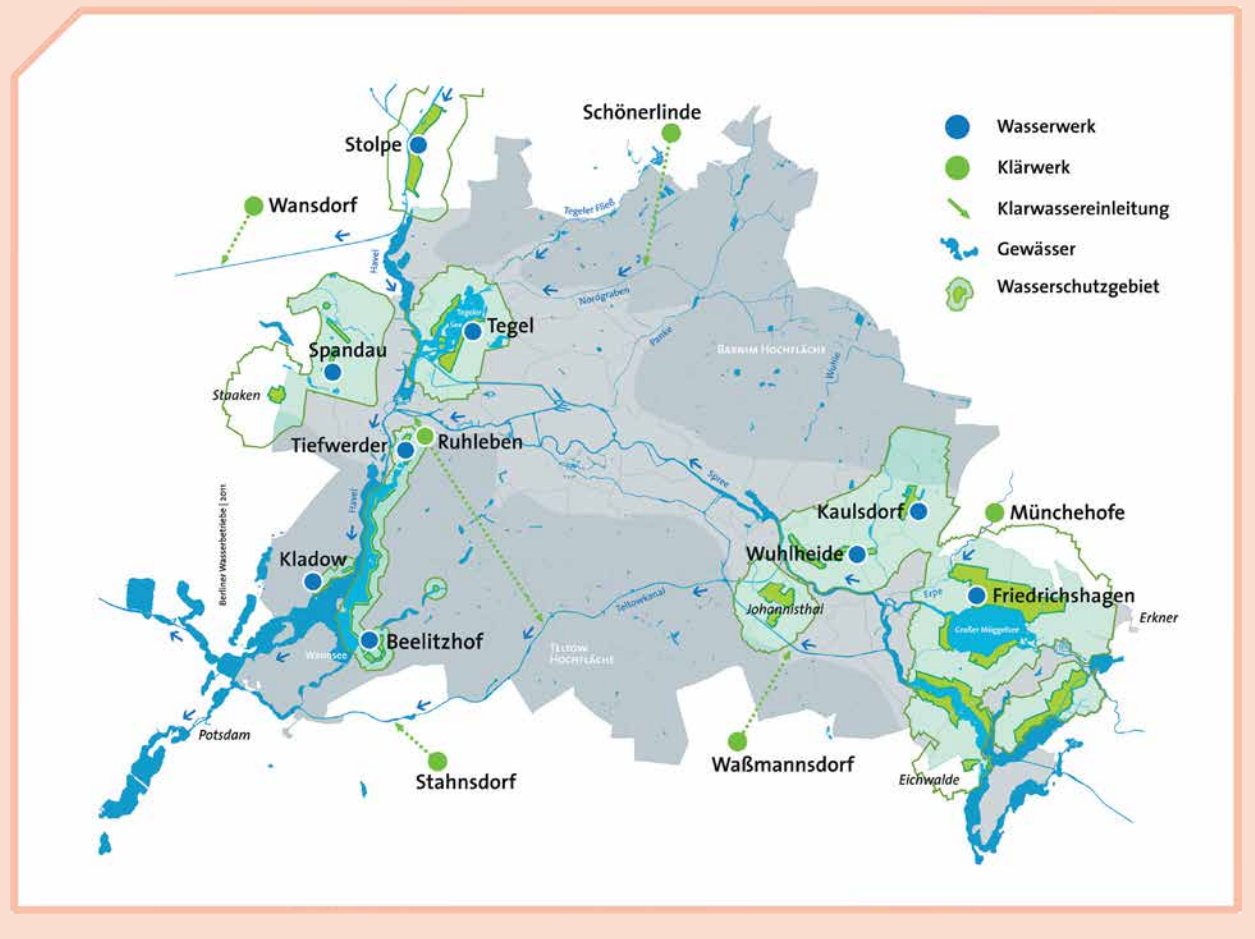 Schönerlinde
Wasserwerk
Stolpe
Klärwerk
Wansdorf
Klarwassereinleitung
Tegeler Fließ
Gewässer
Havel
Wasserschutzgebiet
Nordgraben
Tegeler
See
Tegel
Panke
Spandau
Barnim Hochfläche
Wuhle
Staaken
Tiefwerder
Ruhleben
Spree
Havel
Kaulsdorf
Münchehofe
Berliner Wasserbetriebe | 2011
Kladow
Wuhlheide
Erpe
Friedrichshagen
Teltowkanal
Johannisthal
Erkner
Großer Müggelsee
Beelitzhof
Wannsee
Teltow
Hochfläche
Potsdam
Waßmannsdorf
Stahnsdorf
Eichwalde